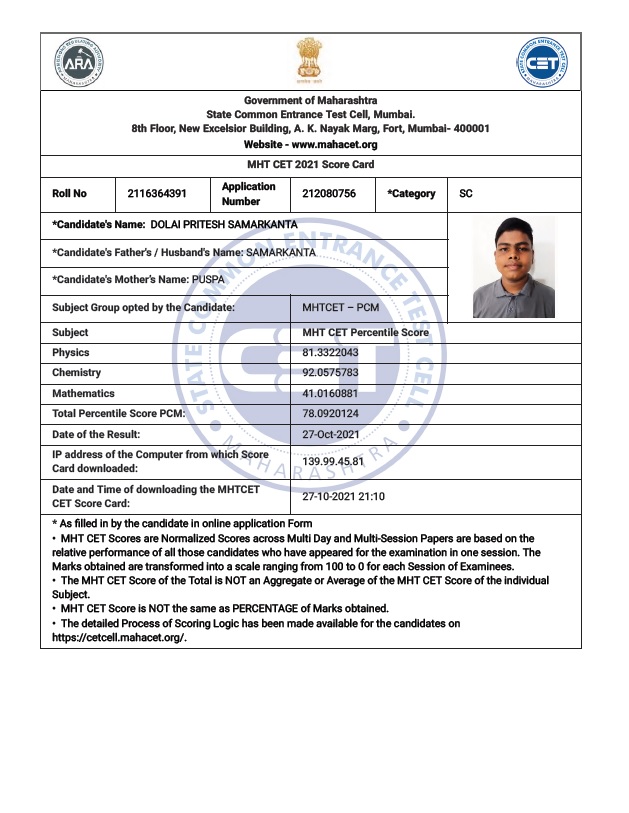 ARA
CET
Government of Maharashtra
State Common Entrance Test Cell, Mumbai.
8th Floor, New Excelsior Building, A. K. Nayak Marg, Fort, Mumbai- 400001
Website - www.mahacet.org
MHT CET 2021 Score Card
Roll No 2116364391 Application Number 212080756 *Category SC
*Candidate's Name: DOLAI PRITESH SAMARKANTA
*Candidate's Father's / Husband's Name: SAMARKANTA
*Candidate's Mother's Name: PUSPA
Subject Group opted by the Candidate: MHTCET – PCM
Subject MHT CET Percentile Score
Physics 81.3322043
Chemistry 92.0575783
Mathematics 41.0160881
Total Percentile Score PCM: 78.0920124
Date of the Result: 27-Oct-2021
IP address of the Computer from which Score
Card downloaded: 139.99.45.81
Date and Time of downloading the MHTCET
CET Score Card: 27-10-2021 21:10
STATE COMMON ENTRANCE TEST CELL
MAHARASHTRA
CET
* As filled in by the candidate in online application Form
• MHT CET Scores are Normalized Scores across Multi Day and Multi-Session Papers are based on the
relative performance of all those candidates who have appeared for the examination in one session. The
Marks obtained are transformed into a scale ranging from 100 to 0 for each Session of Examinees.
• The MHT CET Score of the Total is NOT an Aggregate or Average of the MHT CET Score of the individual
Subject.
• MHT CET Score is NOT the same as PERCENTAGE of Marks obtained.
• The detailed Process of Scoring Logic has been made available for the candidates on
https://cetcell.mahacet.org/.